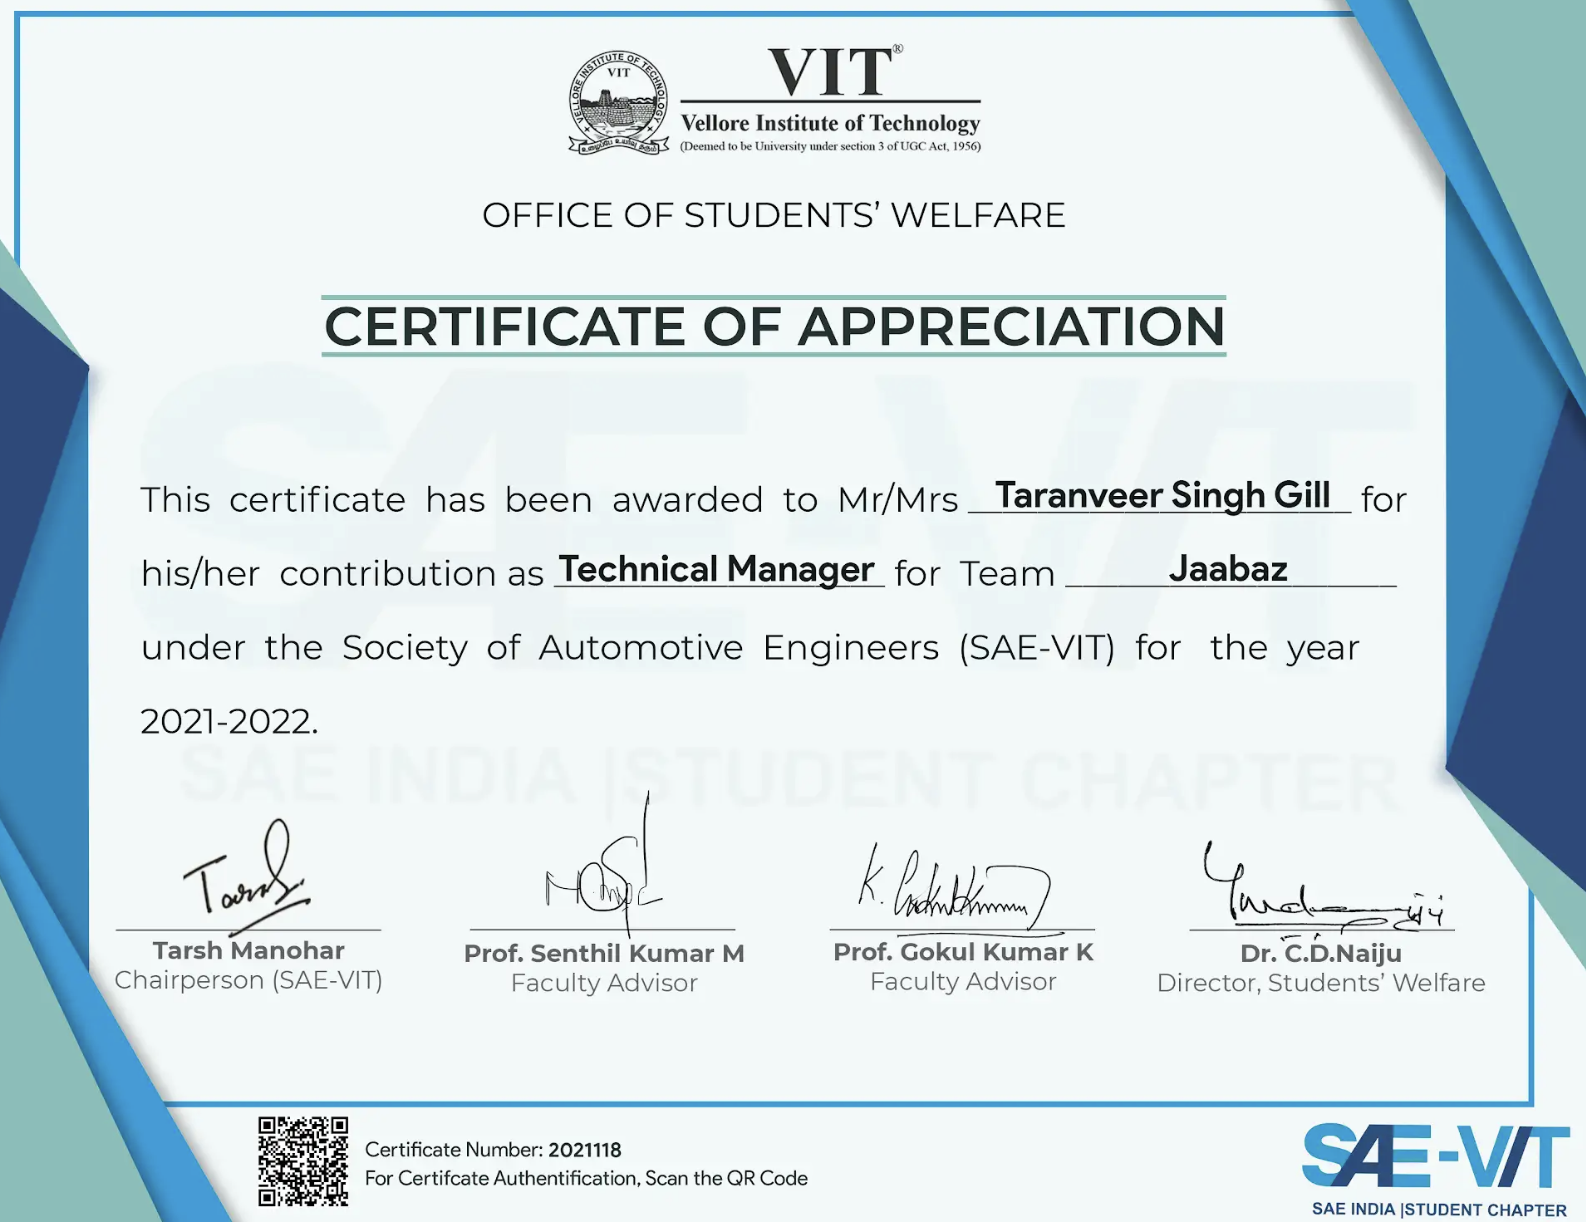 VELLORE INSTITUTE OF TECHNOLOGY
VIT
VIT®
Vellore Institute of Technology
(Deemed to be University under section 3 of UGC Act, 1956)
OFFICE OF STUDENTS’ WELFARE
CERTIFICATE OF APPRECIATION
SAE-VIT
This certificate has been awarded to Mr/Mrs Taranveer Singh Gill for
his/her contribution as Technical Manager for Team Jaabaz
under the Society of Automotive Engineers (SAE-VIT) for the year
2021-2022.
SAE INDIA |STUDENT CHAPTER
Tarsh Manohar
Chairperson (SAE-VIT)
Prof. Senthil Kumar M
Faculty Advisor
Prof. Gokul Kumar K
Faculty Advisor
Dr. C.D.Naiju
Director, Students’ Welfare
Certificate Number: 2021118
For Certifcate Authentification, Scan the QR Code
SAE-VIT
SAE INDIA |STUDENT CHAPTER